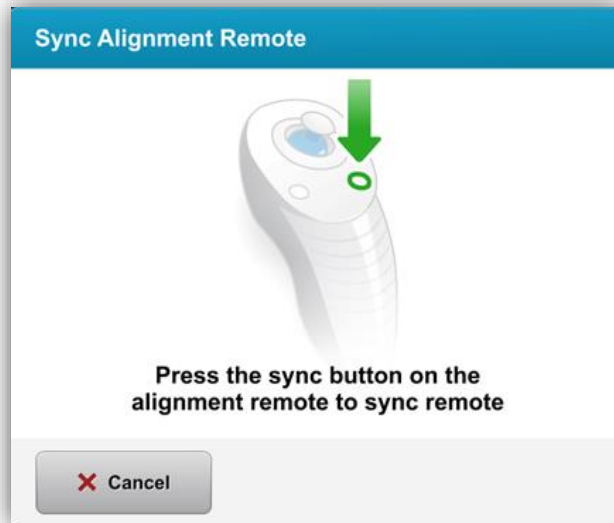 Sync Alignment Remote
Press the sync button on the
alignment remote to sync remote
Cancel